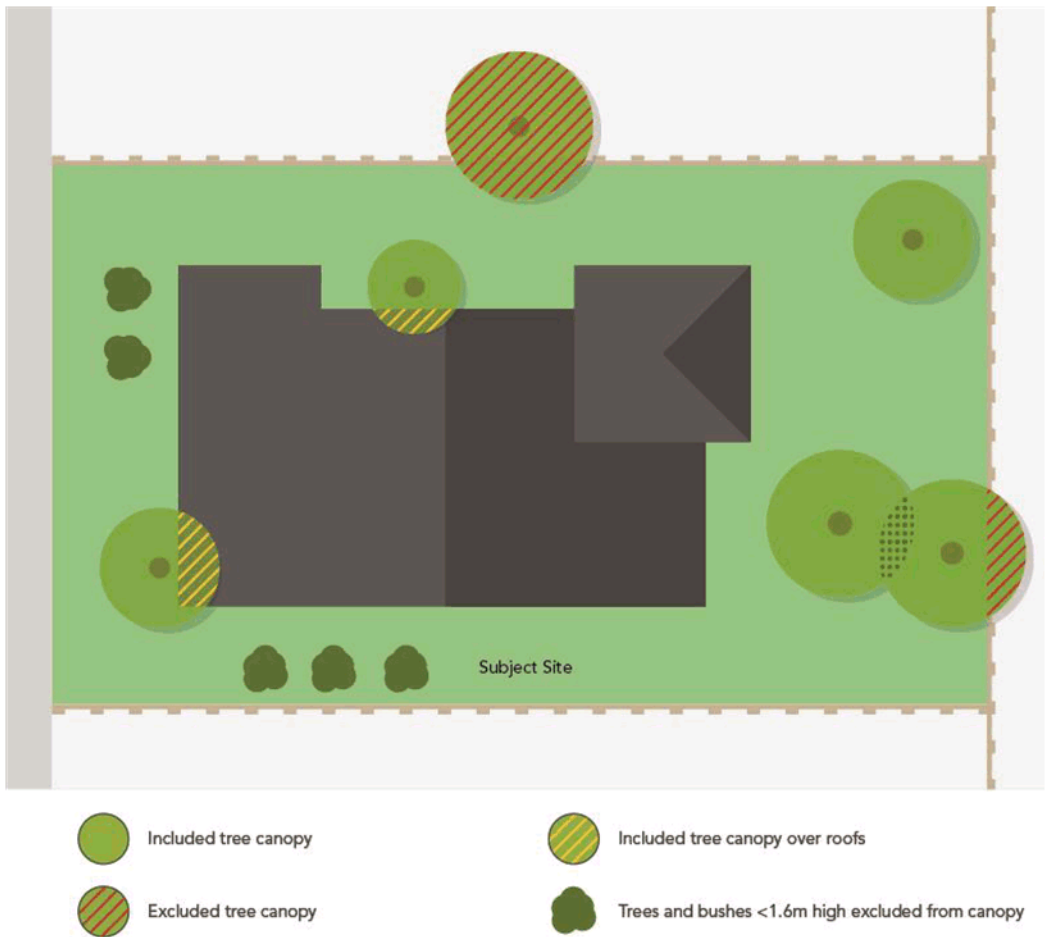 Subject Site
Included tree canopy
Included tree canopy over roofs
Excluded tree canopy
Trees and bushes <1.6m high excluded from canopy